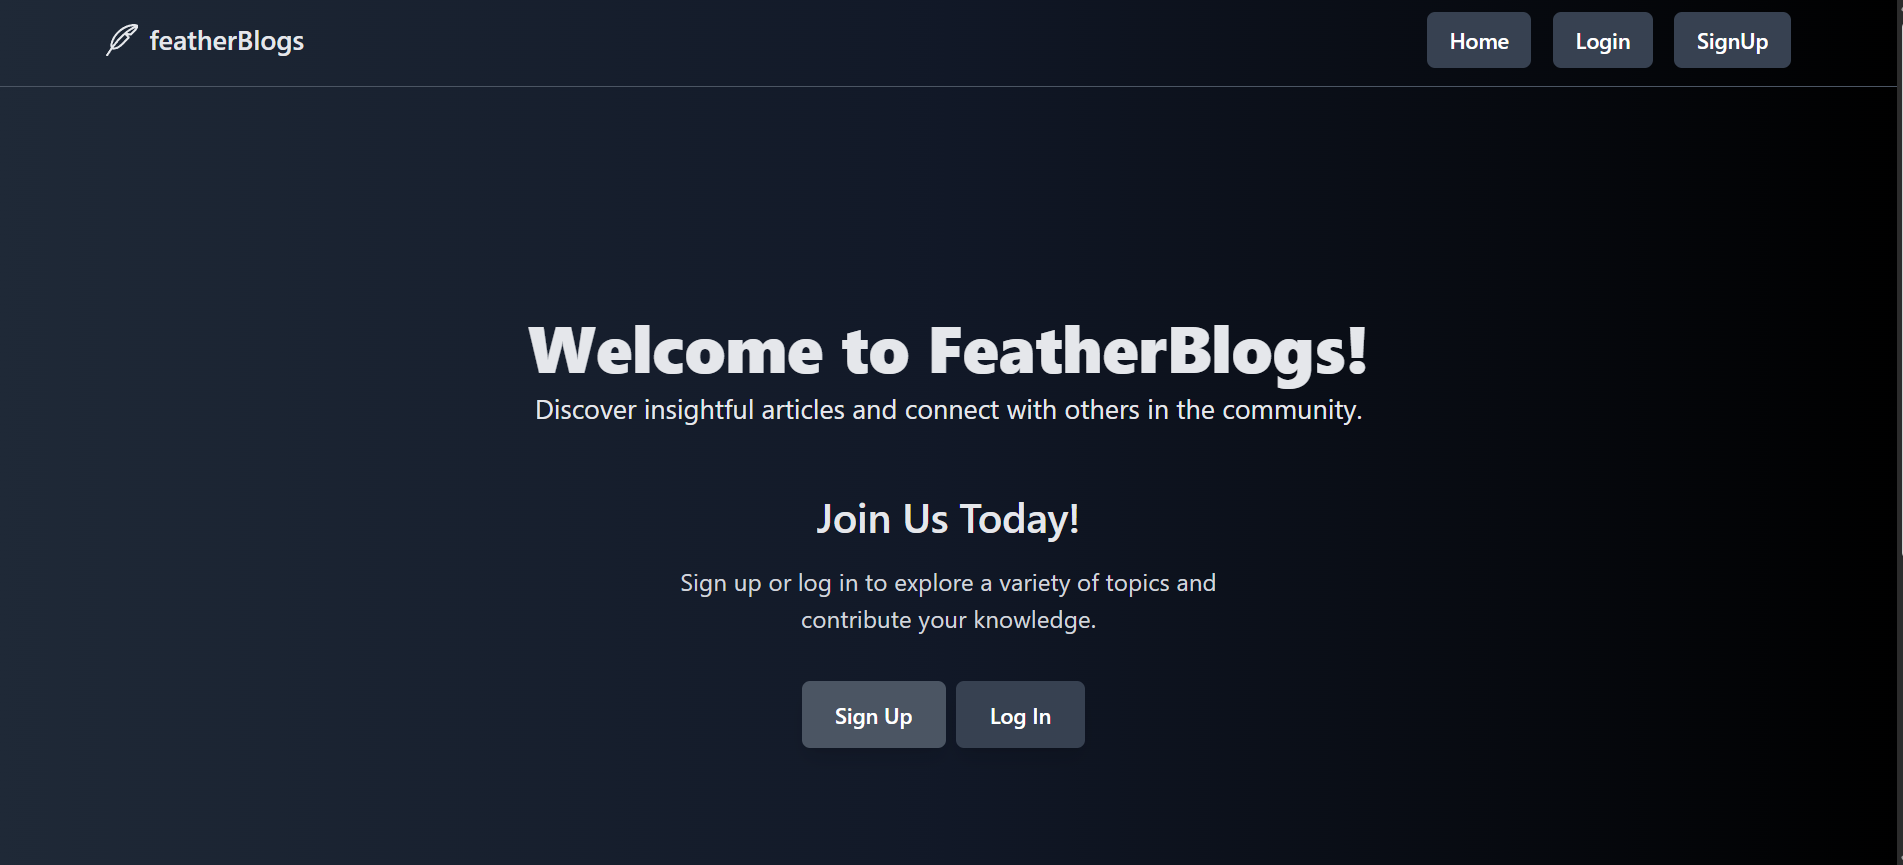 featherBlogs
Home
Login
SignUp
Welcome to FeatherBlogs!
Discover insightful articles and connect with others in the community.
Join Us Today!
Sign up or log in to explore a variety of topics and
contribute your knowledge.
Sign Up
Log In